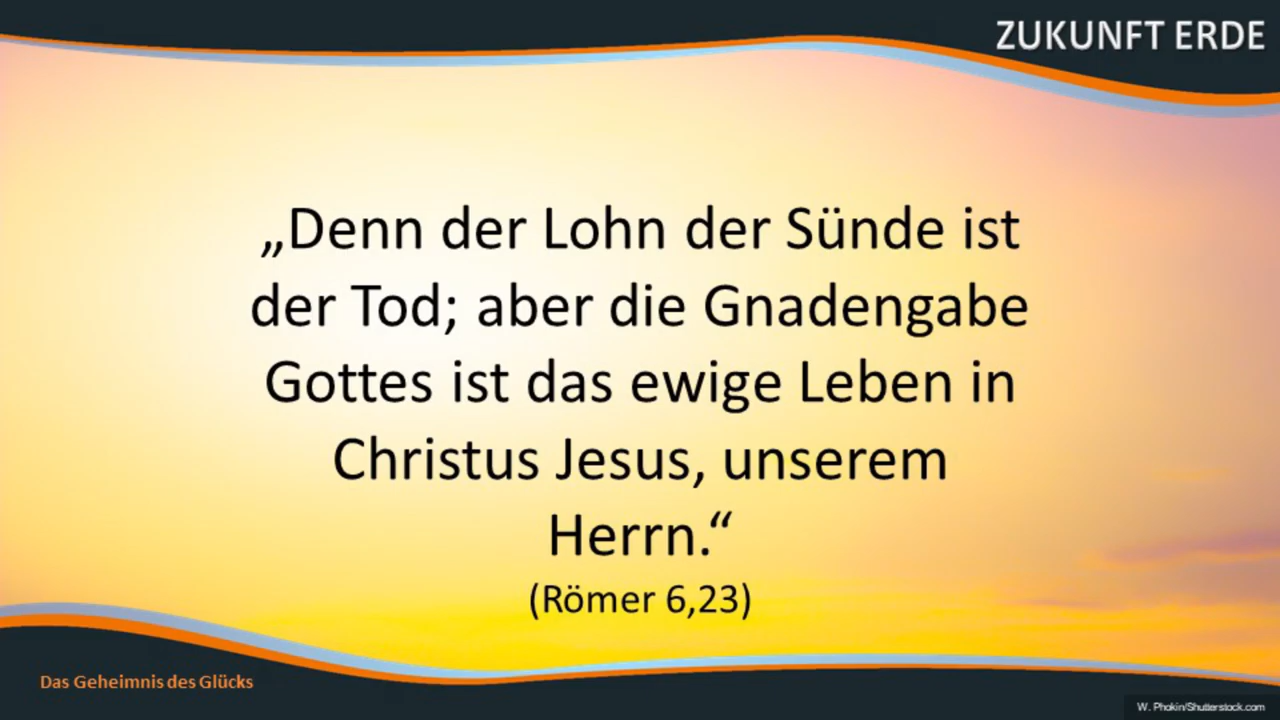 ZUKUNFT ERDE
„Denn der Lohn der Sünde ist
der Tod; aber die Gnadengabe
Gottes ist das ewige Leben in
Christus Jesus, unserem
Herrn.“
(Römer 6,23)
Das Geheimnis des Glücks
W. Phokin/Shutterstock.com